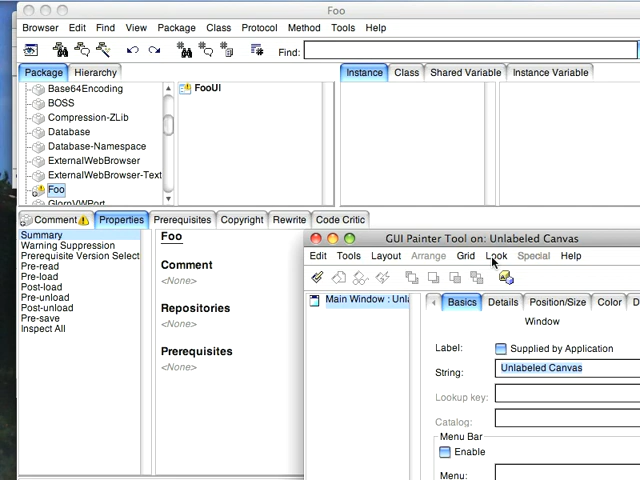 Foo
Browser Edit Find View Package Class Protocol Method Tools Help
Find:
Package Hierarchy
Instance Class Shared Variable Instance Variable
Base64Encoding
BOSS
Compression-ZLib
Database
Database-Namespace
ExternalWebBrowser
ExternalWebBrowser-Text
Foo
GlornVWPort
FooUI
Comment Properties Prerequisites Copyright Rewrite Code Critic
Summary
Warning Suppression
Prerequisite Version Select
Pre-read
Pre-load
Post-load
Pre-unload
Post-unload
Pre-save
Inspect All
Foo
Comment
<None>
Repositories
<None>
Prerequisites
<None>
GUI Painter Tool on: Unlabeled Canvas
Edit Tools Layout Arrange Grid Look Special Help
Main Window : Unla
Basics Details Position/Size Color D
Window
Label: Supplied by Application
String: Unlabeled Canvas
Lookup key:
Catalog:
Menu Bar
Enable
Menu: